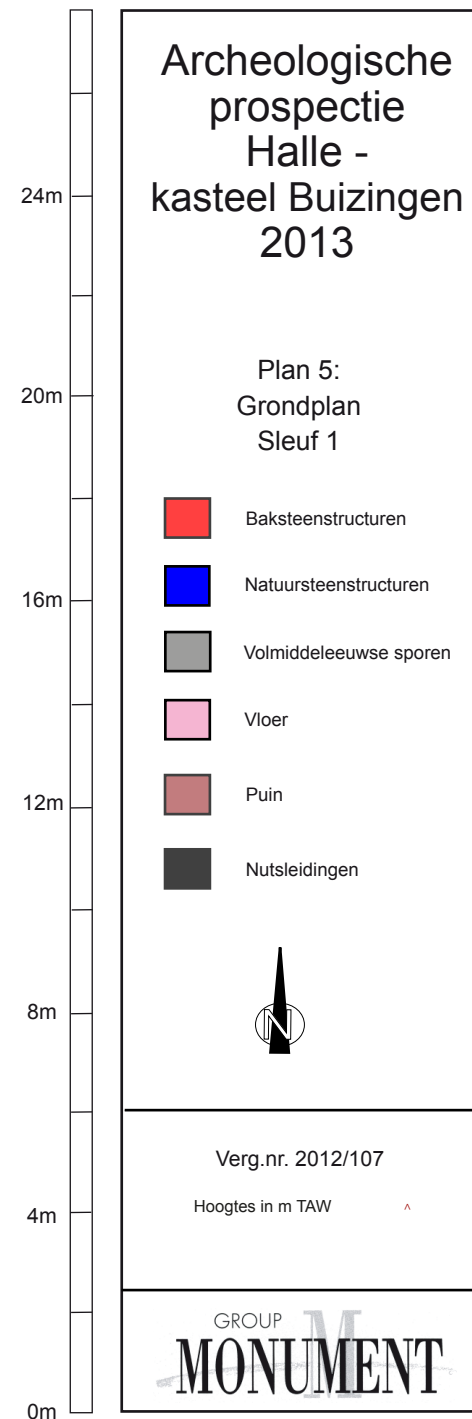 24m
20m
16m
12m
8m
4m
0m
Archeologische
prospectie
Halle -
kasteel Buizingen
2013
Plan 5:
Grondplan
Sleuf 1
Baksteenstructuren
Natuursteenstructuren
Volmiddeleeuwse sporen
Vloer
Puin
Nutsleidingen
N
Verg.nr. 2012/107
Hoogtes in m TAW ^
GROUP M
MONUMENT